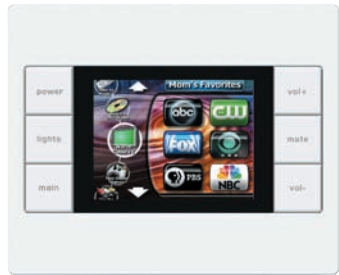 Mom's Favorites
power
abc
CW
vol+
lights
FOX
mute
main
PBS
NBC
vol-